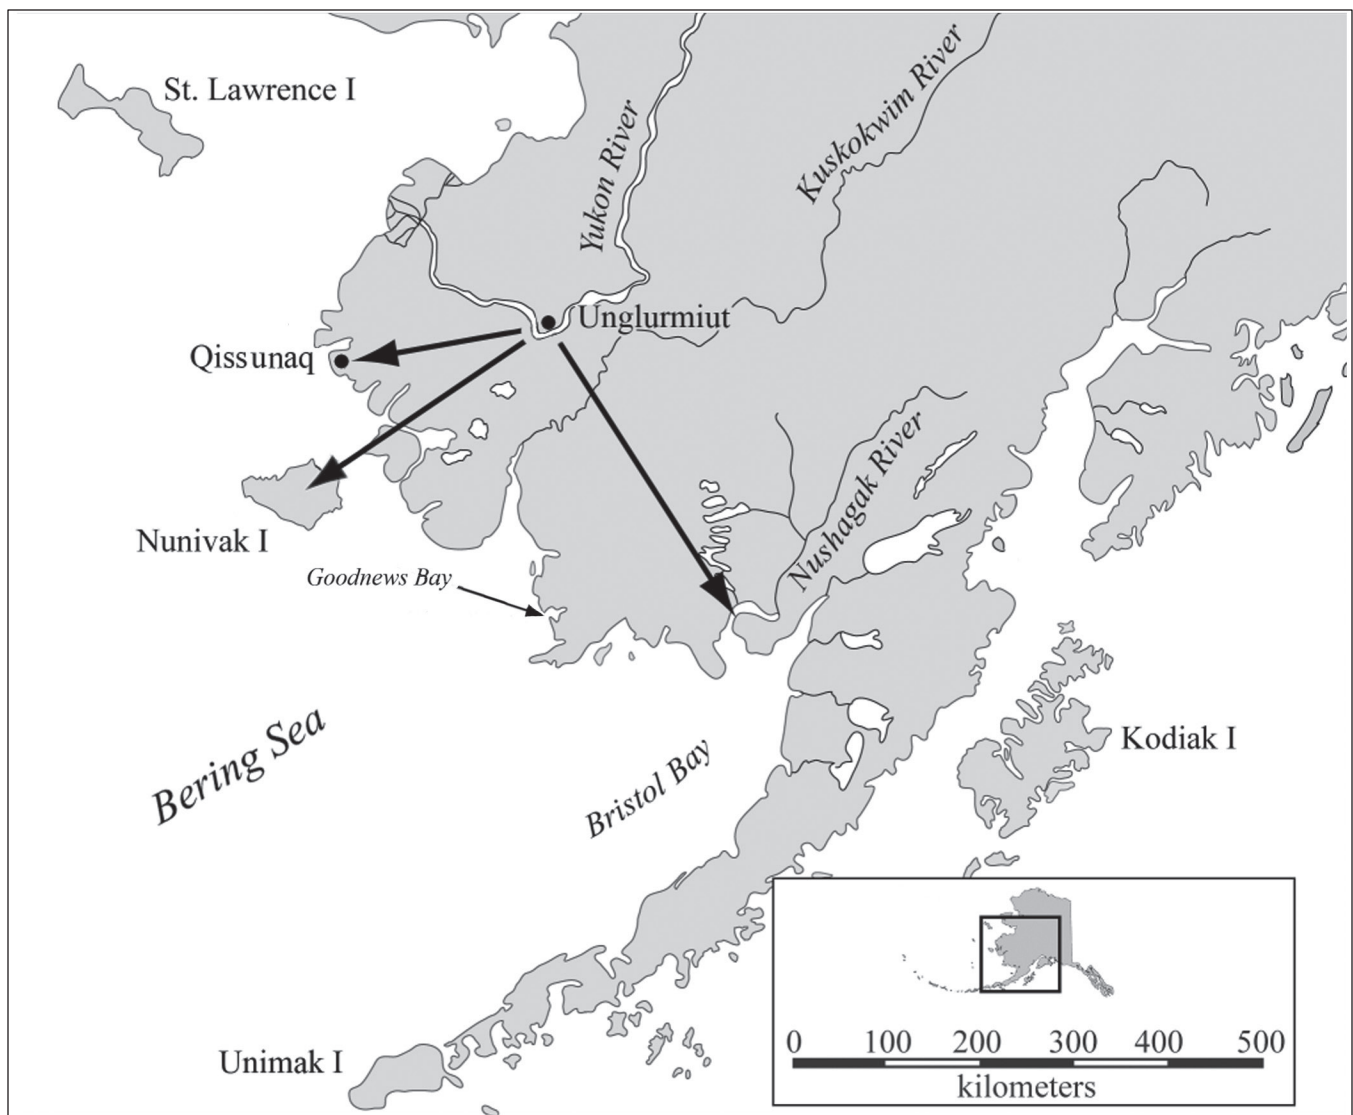 St. Lawrence I
Yukon River
Kuskokwim River
Unglurmiut
Qissunaq
Nushagak River
Nunivak I
Goodnews Bay
Bering Sea
Bristol Bay
Kodiak I
Unimak I
0 100 200 300 400 500
kilometers